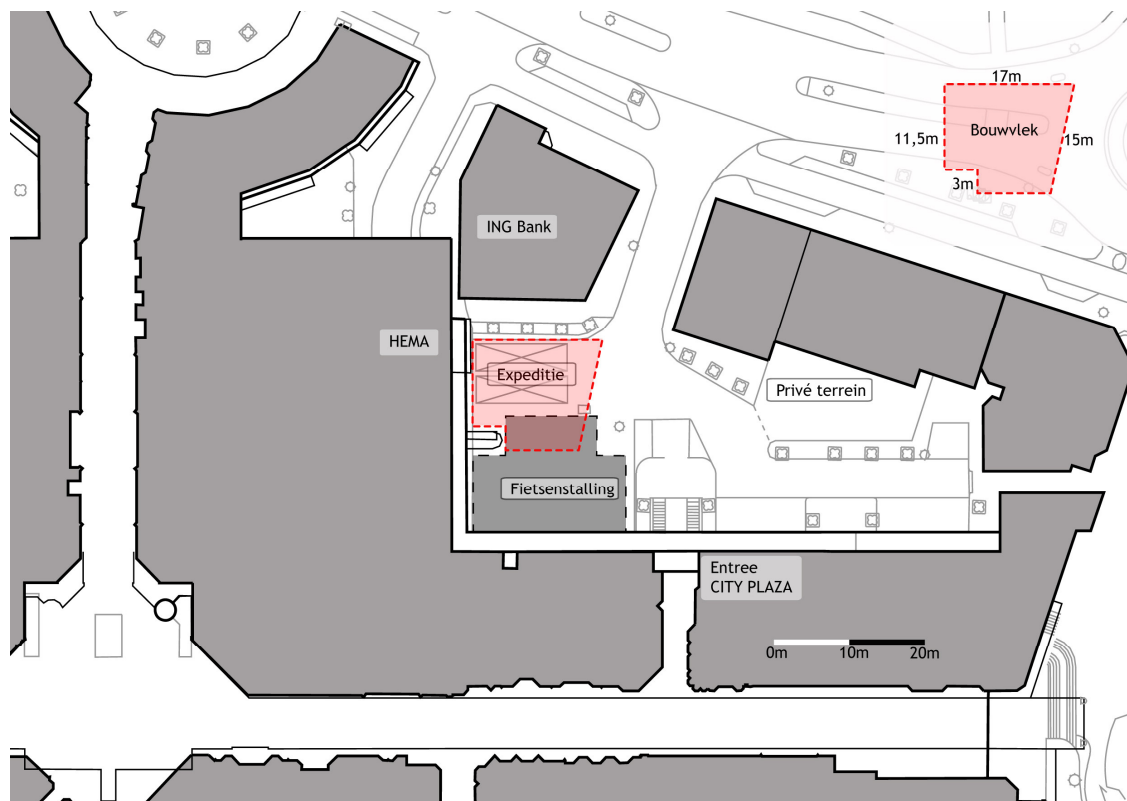 17m
11,5m
Bouwvlek
15m
3m
ING Bank
HEMA
Expeditie
Privé terrein
Fietsenstalling
Entree
CITY PLAZA
0m
10m
20m